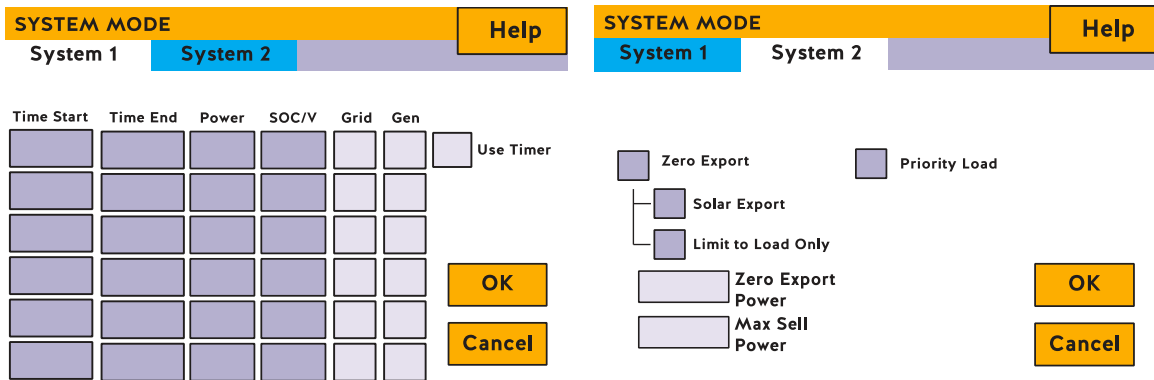 SYSTEM MODE
Help
System 1
System 2
Time Start
Time End
Power
SOC/V
Grid
Gen
Use Timer
OK
Cancel
SYSTEM MODE
Help
System 1
System 2
Zero Export
Priority Load
Solar Export
Limit to Load Only
Zero Export
Power
Max Sell
Power
OK
Cancel